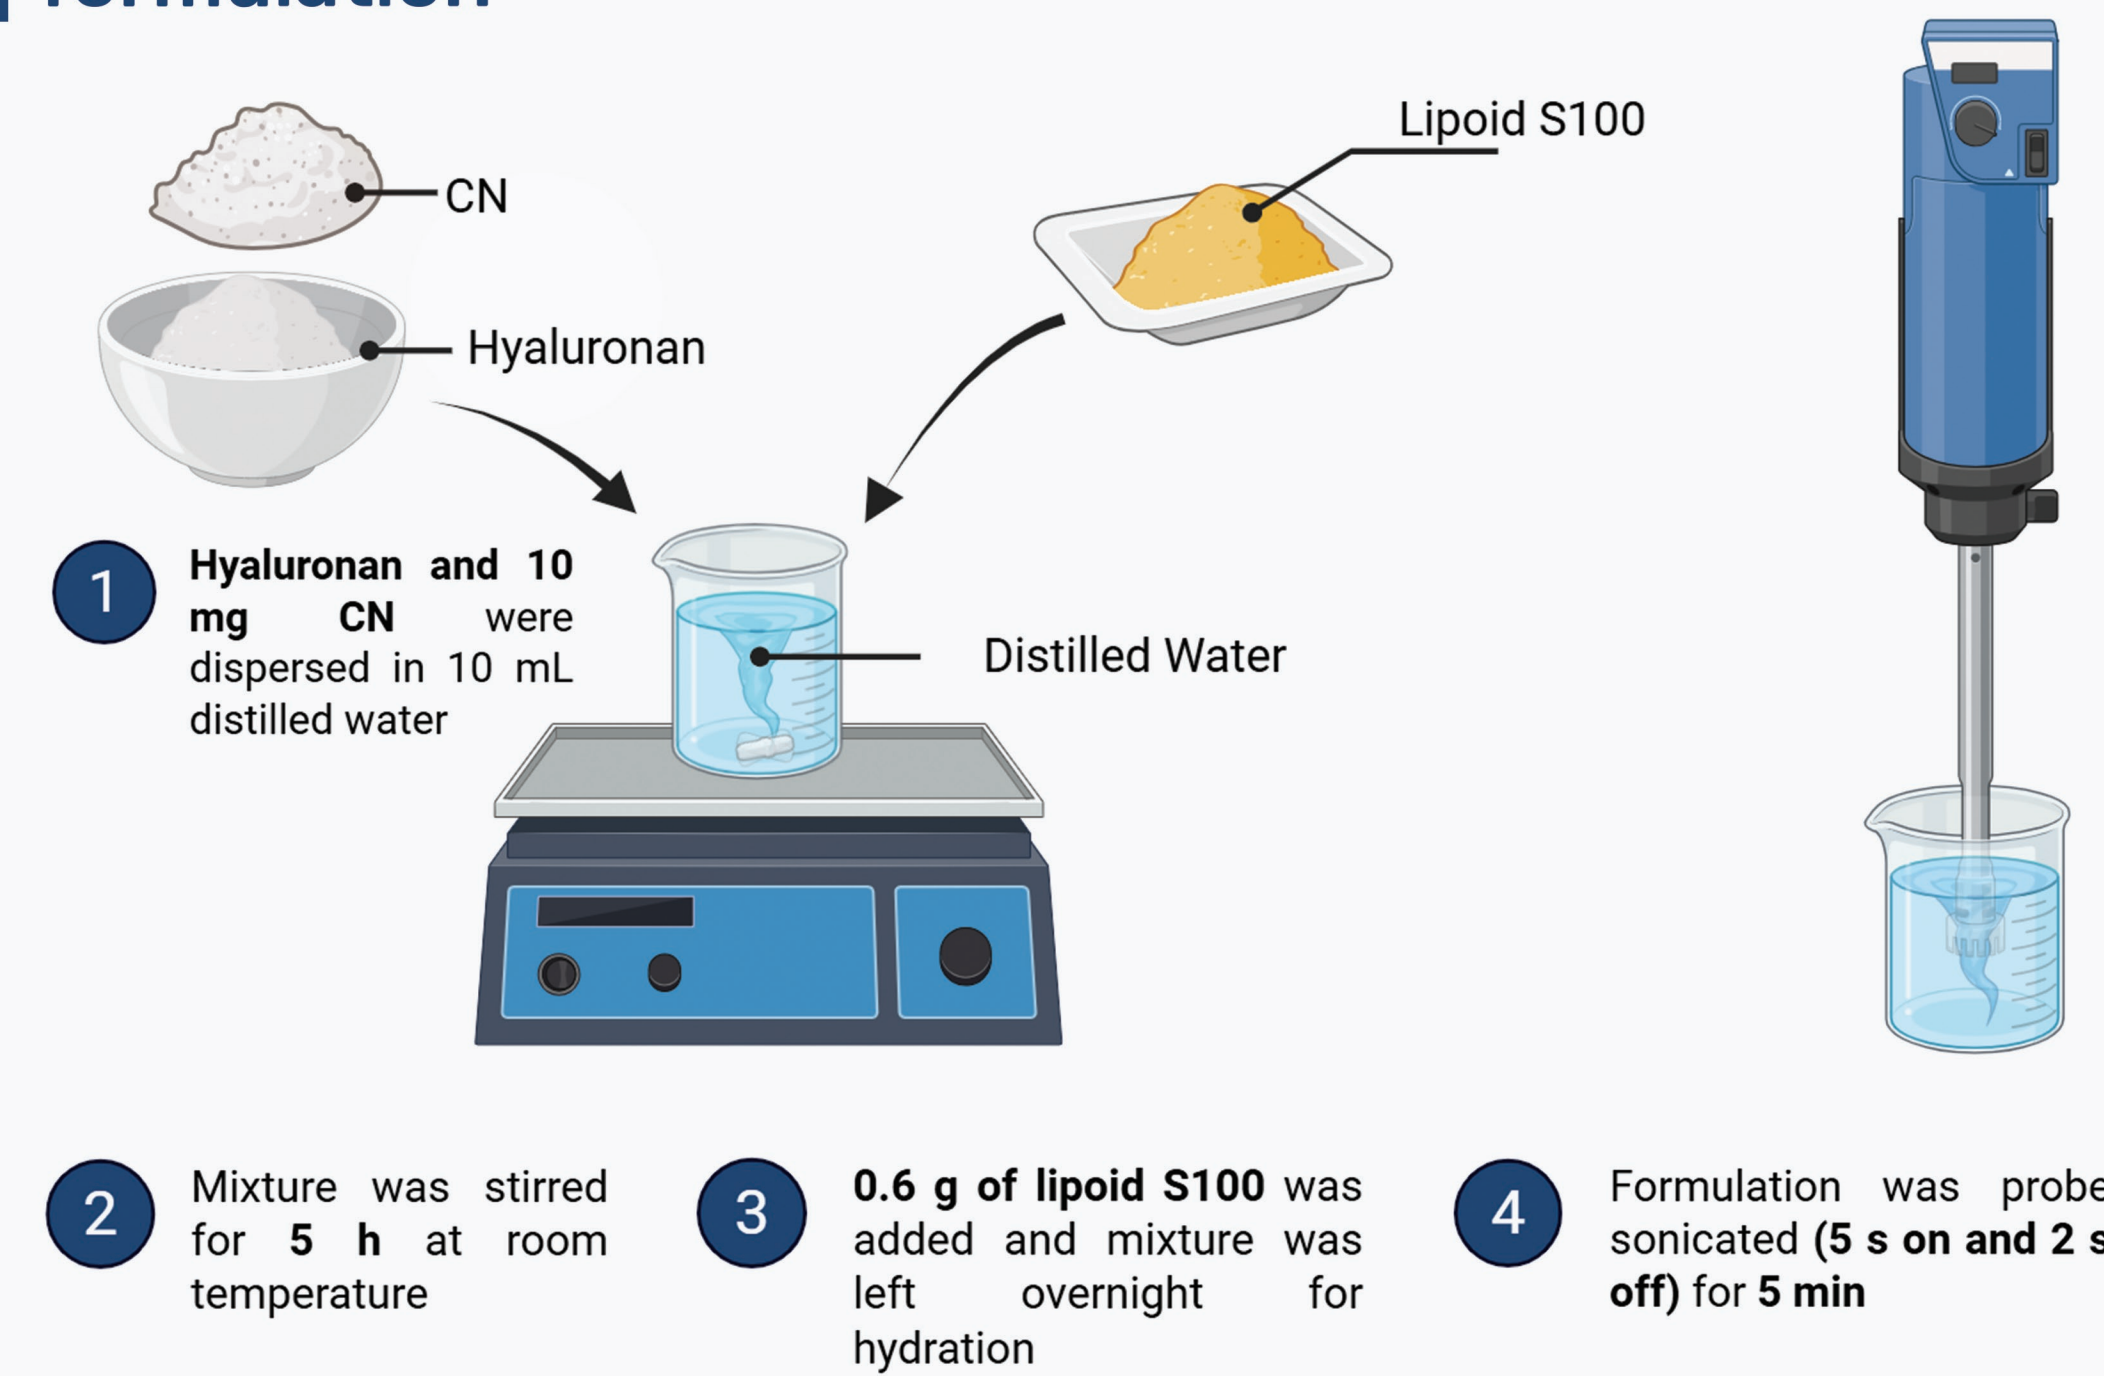 formulation
CN
Lipoid S100
Hyaluronan
1
Hyaluronan and 10
mg CN were
dispersed in 10 mL
distilled water
Distilled Water
2
Mixture was stirred
for 5 h at room
temperature
3
0.6 g of lipoid S100 was
added and mixture was
left overnight for
hydration
4
Formulation was probe
sonicated (5 s on and 2 s
off) for 5 min